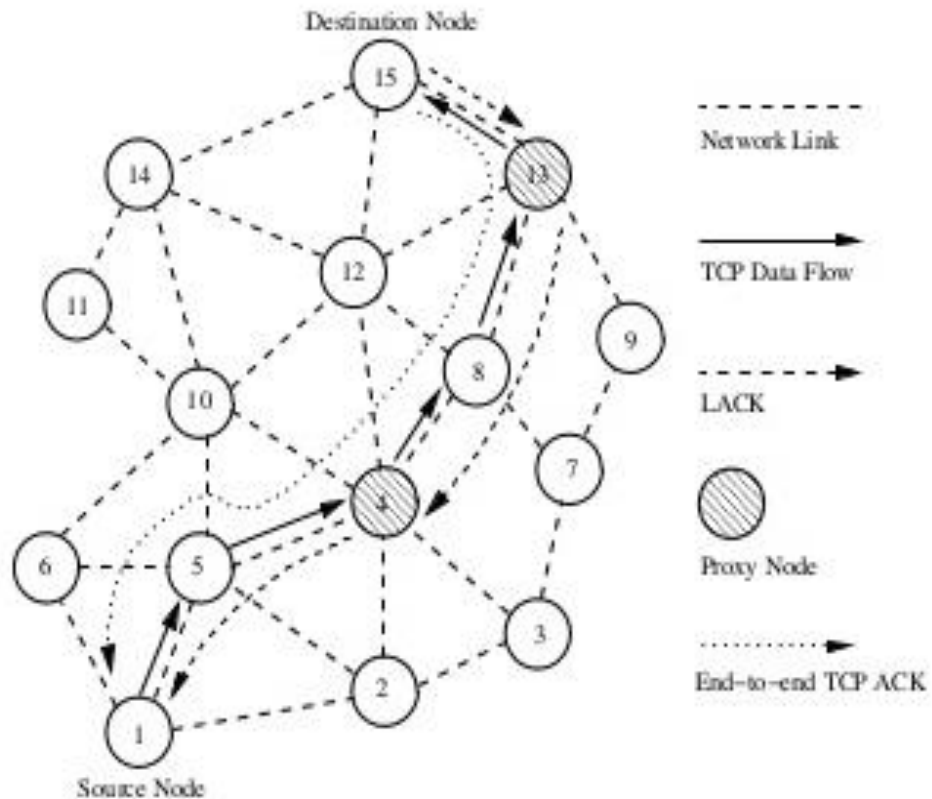 Destination Node
15
13
14
12
11
9
8
10
7
4
6
5
3
2
1
Source Node
Network Link
TCP Data Flow
LACK
Proxy Node
End-to-end TCP ACK